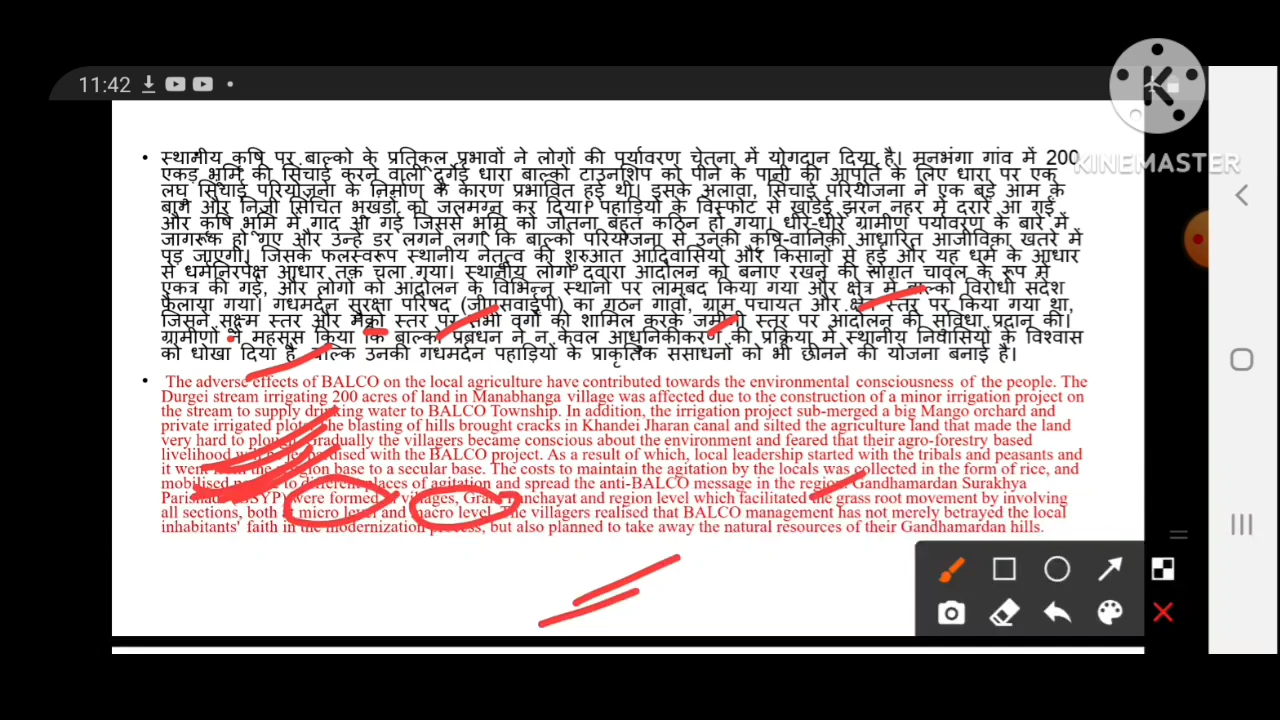 11:42
KINEMASTER
• स्थानीय कृषि पर बाल्को के प्रतिकूल प्रभावों ने लोगों की पर्यावरण चेतना में योगदान दिया है। मनभंगा गांव में 200
एकड़ भूमि की सिंचाई करने वाली दुर्गेई धारा बाल्को टाउनशिप को पीने के पानी की आपूर्ति के लिए धारा पर एक
लघु सिंचाई परियोजना के निर्माण के कारण प्रभावित हुई थी। इसके अलावा, सिंचाई परियोजना ने एक बड़े आम के
बाग और निजी सिंचित भूखंडों को जलमग्न कर दिया। पहाड़ियों के विस्फोट से खांडेई झरन नहर में दरारें आ गईं
और कृषि भूमि में गाद आ गई जिससे भूमि को जोतना बहुत कठिन हो गया। धीरे-धीरे ग्रामीण पर्यावरण के बारे में
जागरूक हो गए और उन्हें डर लगने लगा कि बाल्को परियोजना से उनकी कृषि-वानिकी आधारित आजीविका खतरे में
पड़ जाएगी। जिसके फलस्वरूप स्थानीय नेतृत्व की शुरुआत आदिवासियों और किसानों से हुई और यह धर्म के आधार
से धर्मनिरपेक्ष आधार तक चला गया। स्थानीय लोगों द्वारा आंदोलन को बनाए रखने की लागत चावल के रूप में
एकत्र की गई, और लोगों को आंदोलन के विभिन्न स्थानों पर लामबंद किया गया और क्षेत्र में बाल्को विरोधी संदेश
फैलाया गया। गंधमर्दन सुरक्षा परिषद (जीएसवाईपी) का गठन गांवों, ग्राम पंचायत और क्षेत्र स्तर पर किया गया था,
जिसने सूक्ष्म स्तर और मैक्रो स्तर पर सभी वर्गों को शामिल करके जमीनी स्तर पर आंदोलन की सुविधा प्रदान की।
ग्रामीणों ने महसूस किया कि बाल्को प्रबंधन ने न केवल आधुनिकीकरण की प्रक्रिया में स्थानीय निवासियों के विश्वास
को धोखा दिया है, बल्कि उनकी गंधमर्दन पहाड़ियों के प्राकृतिक संसाधनों को भी छीनने की योजना बनाई है।
• The adverse effects of BALCO on the local agriculture have contributed towards the environmental consciousness of the people. The
Durgei stream irrigating 200 acres of land in Manabhanga village was affected due to the construction of a minor irrigation project on
the stream to supply drinking water to BALCO Township. In addition, the irrigation project sub-merged a big Mango orchard and
private irrigated plots. The blasting of hills brought cracks in Khandei Jharan canal and silted the agriculture land that made the land
very hard to plough. Gradually the villagers became conscious about the environment and feared that their agro-forestry based
livelihood will be jeopardised with the BALCO project. As a result of which, local leadership started with the tribals and peasants and
it went from the religion base to a secular base. The costs to maintain the agitation by the locals was collected in the form of rice, and
mobilised people to different places of agitation and spread the anti-BALCO message in the region. Gandhamardan Surakhya
Parishad (GSYP) were formed in villages, Gram Panchayat and region level which facilitated the grass root movement by involving
all sections, both at micro level and macro level. The villagers realised that BALCO management has not merely betrayed the local
inhabitants' faith in the modernization process, but also planned to take away the natural resources of their Gandhamardan hills.